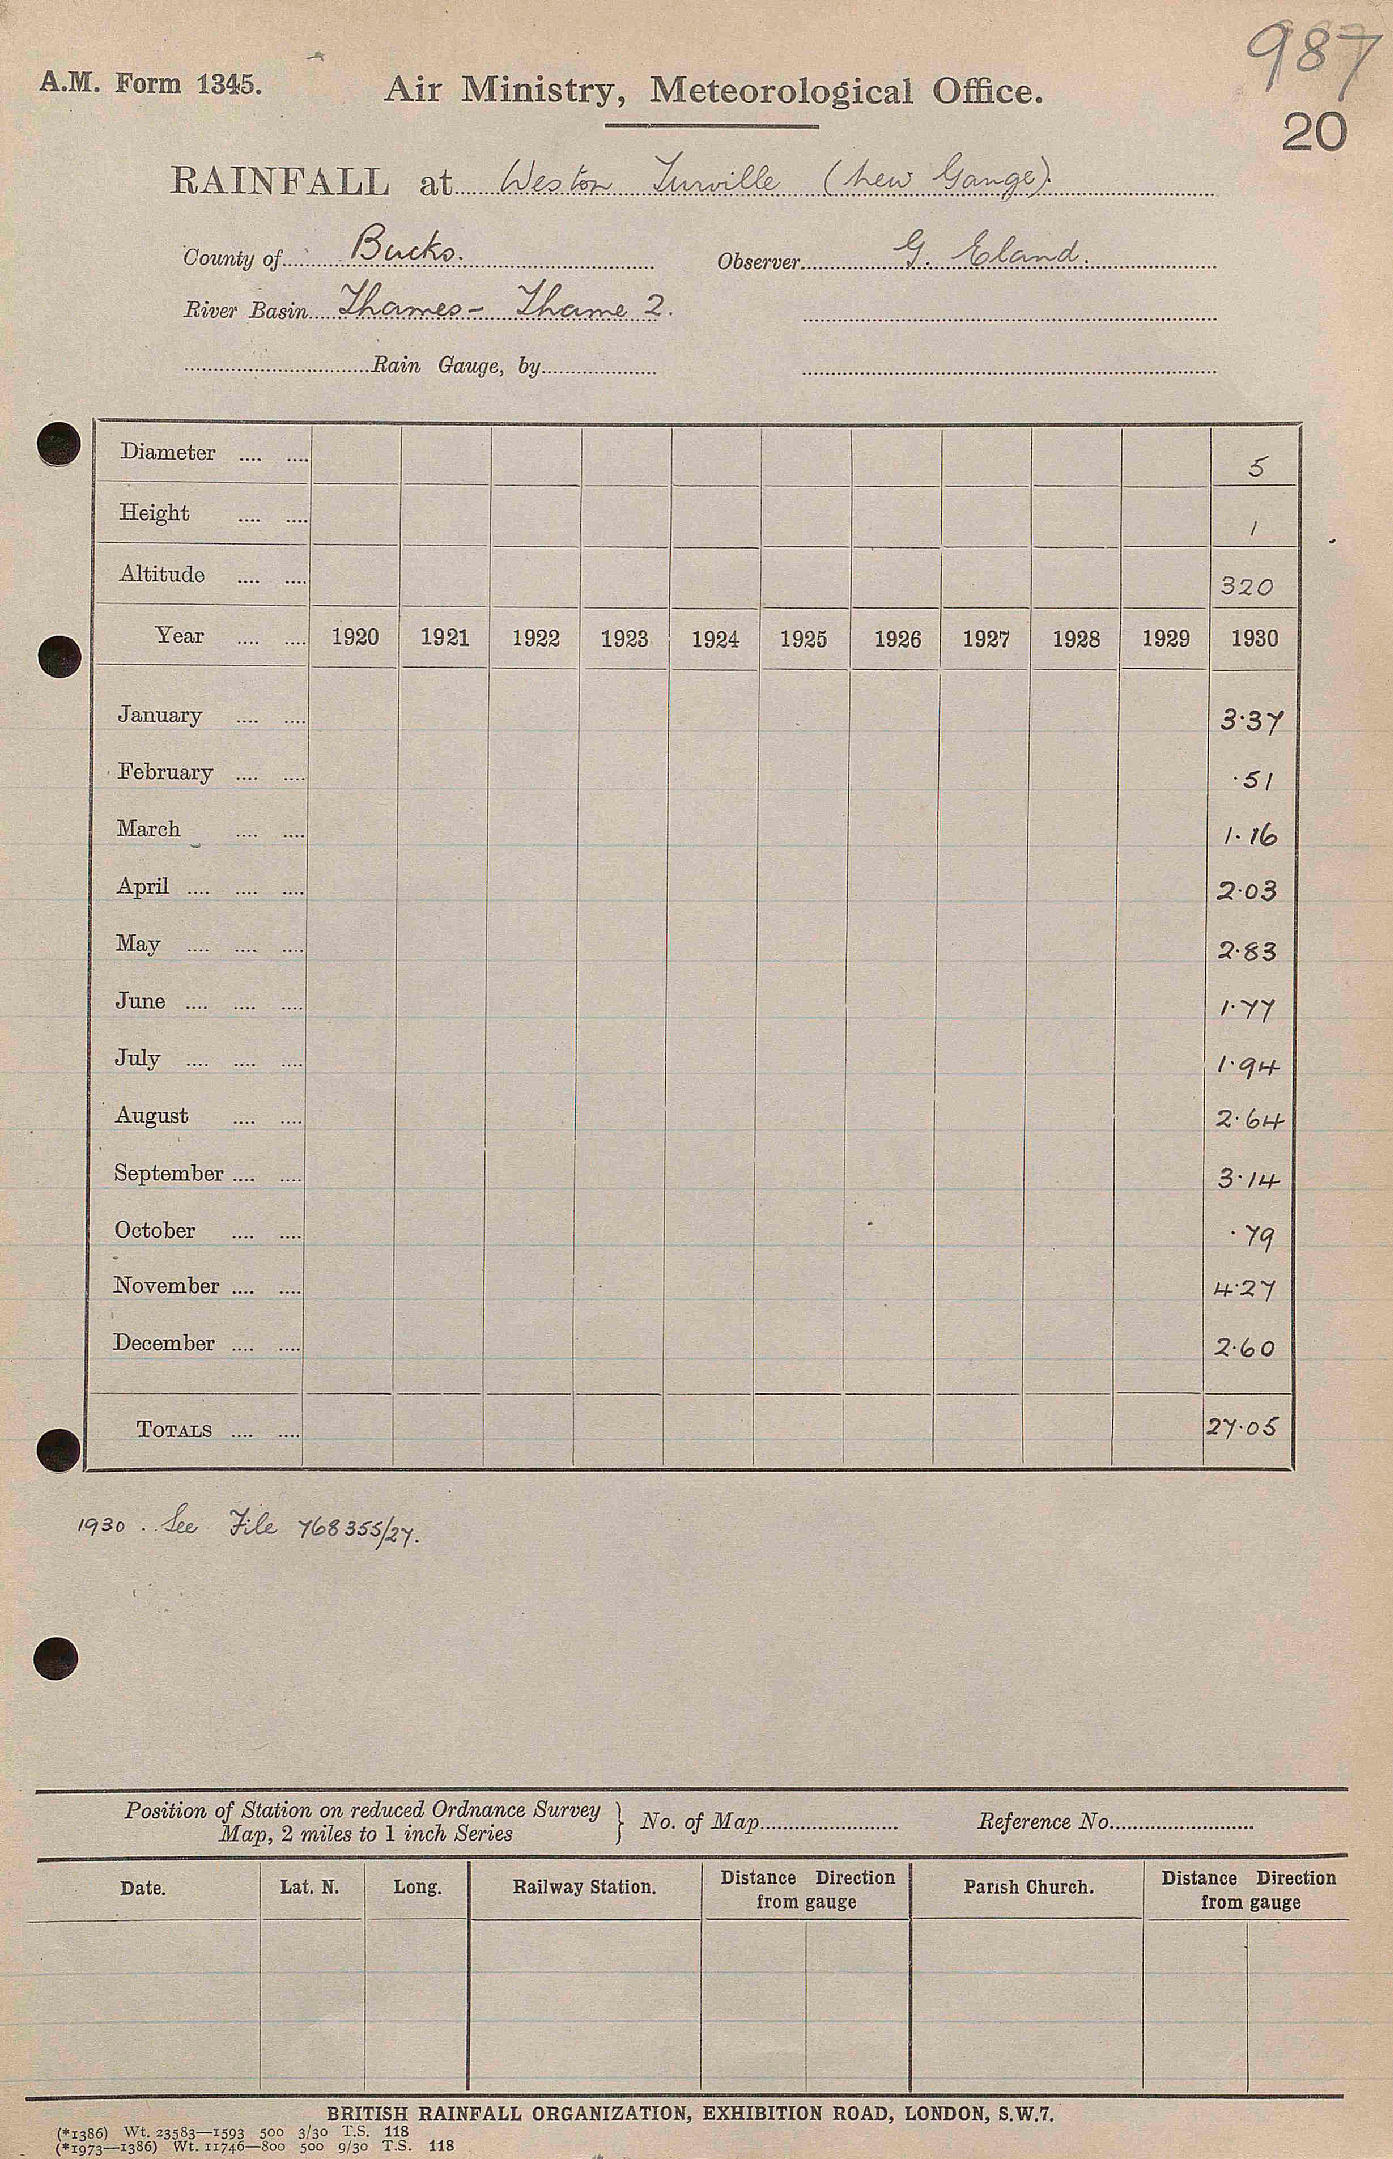 987
A.M. Form 1345. Air Ministry, Meteorological Office.
20
RAINFALL at Weston Turville (New Gauge).
County of Bucks. Observer G. Eland.
River Basin Thames - Thame 2.
Rain Gauge, by
Diameter .... .... 5
Height .... .... 1
Altitude .... .... 320
Year .... .... 1920 1921 1922 1923 1924 1925 1926 1927 1928 1929 1930
January .... .... 3.37
February .... .... .51
March .... .... 1.16
April .... .... .... 2.03
May .... .... .... 2.83
June .... .... .... 1.77
July .... .... .... 1.94
August .... .... 2.64
September .... .... 3.14
October .... .... .79
November .... .... 4.27
December .... .... 2.60
TOTALS .... .... 27.05
1930 . See File 768355/27.
Position of Station on reduced Ordnance Survey
Map, 2 miles to 1 inch Series } No. of Map Reference No.
Date. Lat. N. Long. Railway Station. Distance Direction from gauge Parish Church. Distance Direction from gauge
BRITISH RAINFALL ORGANIZATION, EXHIBITION ROAD, LONDON, S.W.7.
(*1386) Wt. 23583—1593 500 3/30 T.S. 118
(*1973—1386) Wt. 11746—800 500 9/30 T.S. 118